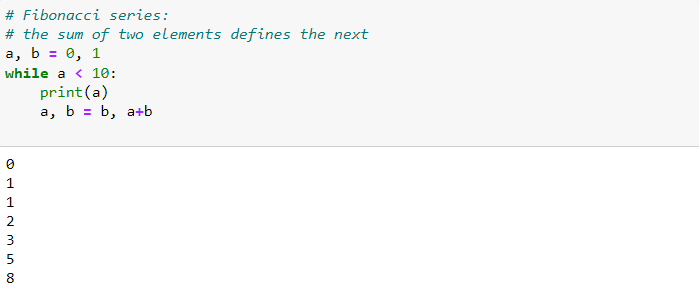 # Fibonacci series:
# the sum of two elements defines the next
a, b = 0, 1
while a < 10:
    print(a)
    a, b = b, a+b
0
1
1
2
3
5
8